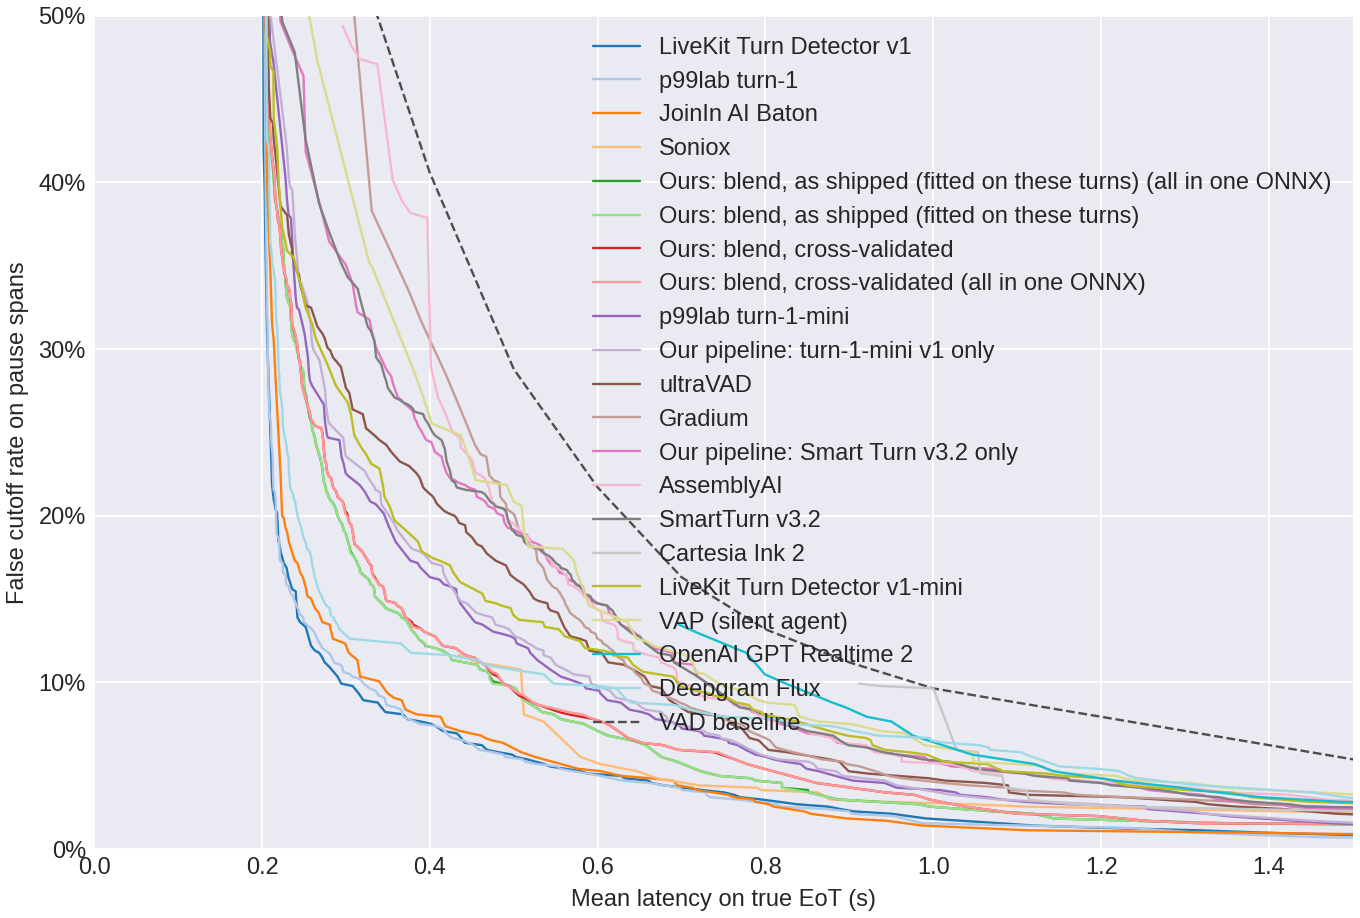 50%
40%
30%
20%
10%
0%
False cutoff rate on pause spans
LiveKit Turn Detector v1
p99lab turn-1
JoinIn AI Baton
Soniox
Ours: blend, as shipped (fitted on these turns) (all in one ONNX)
Ours: blend, as shipped (fitted on these turns)
Ours: blend, cross-validated
Ours: blend, cross-validated (all in one ONNX)
p99lab turn-1-mini
Our pipeline: turn-1-mini v1 only
ultraVAD
Gradium
Our pipeline: Smart Turn v3.2 only
AssemblyAI
SmartTurn v3.2
Cartesia Ink 2
LiveKit Turn Detector v1-mini
VAP (silent agent)
OpenAI GPT Realtime 2
Deepgram Flux
VAD baseline
0.0 0.2 0.4 0.6 0.8 1.0 1.2 1.4
Mean latency on true EoT (s)